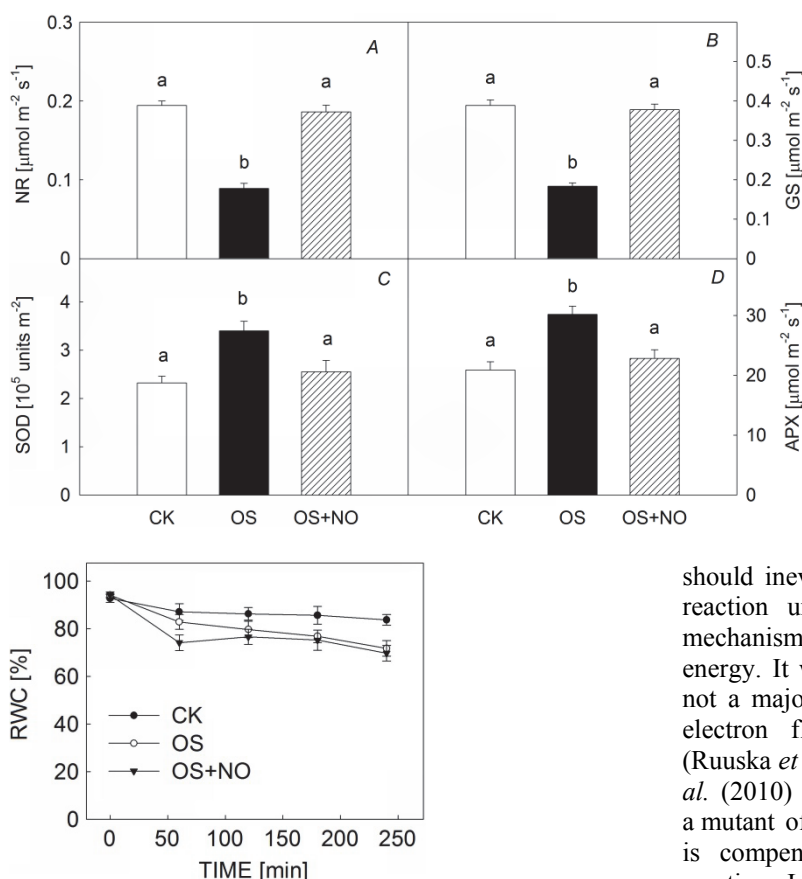 0.3
0.2
0.1
0
NR [µmol m⁻² s⁻¹]
A
a
b
a
B
a
b
a
0.6
0.5
0.4
0.3
0.2
0.1
0
GS [µmol m⁻² s⁻¹]
4
3
2
1
0
SOD [10⁵ units m⁻²]
C
a
b
a
D
a
b
a
30
20
10
0
APX [µmol m⁻² s⁻¹]
CK OS OS+NO
CK OS OS+NO
100
80
60
40
20
0
RWC [%]
CK
OS
OS+NO
0 50 100 150 200 250
TIME [min]
should
reaction
mechanism
energy. It
not a
electron
(Ruuska et
al. (2010)
a mutant of
is